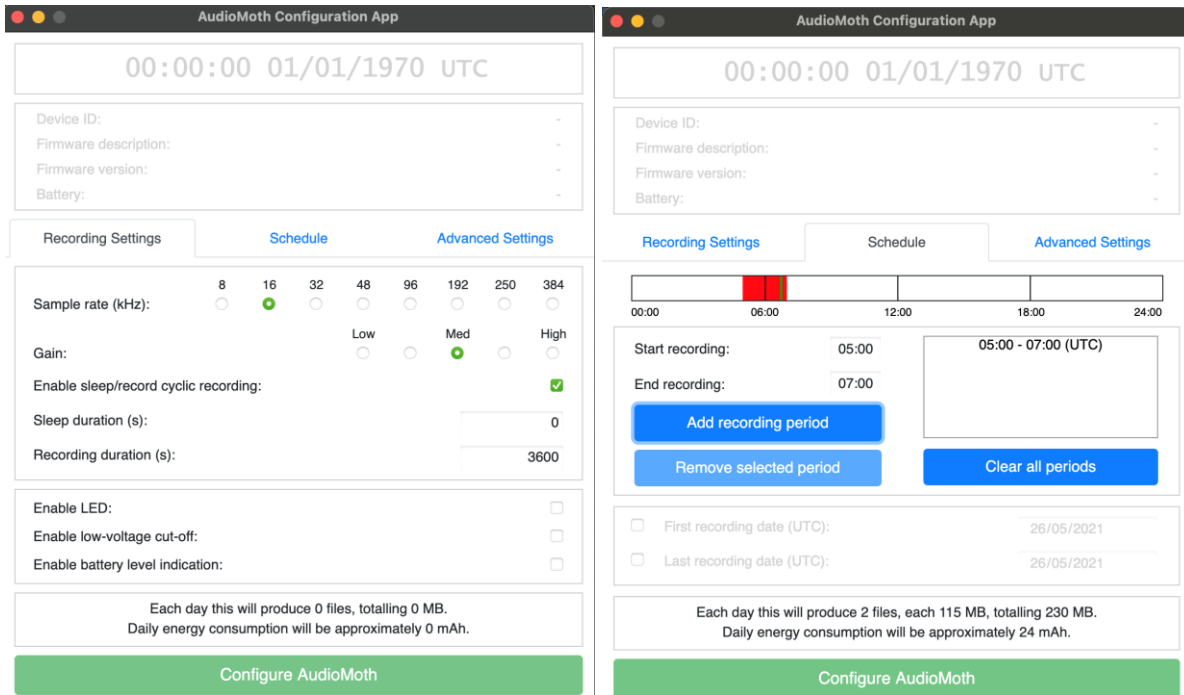 AudioMoth Configuration App
00:00:00 01/01/1970 UTC
Device ID: -
Firmware description: -
Firmware version: -
Battery: -
Recording Settings Schedule Advanced Settings
8 16 32 48 96 192 250 384
Sample rate (kHz):
Low Med High
Gain:
Enable sleep/record cyclic recording:
Sleep duration (s): 0
Recording duration (s): 3600
Enable LED:
Enable low-voltage cut-off:
Enable battery level indication:
Each day this will produce 0 files, totalling 0 MB.
Daily energy consumption will be approximately 0 mAh.
Configure AudioMoth
AudioMoth Configuration App
00:00:00 01/01/1970 UTC
Device ID: -
Firmware description: -
Firmware version: -
Battery: -
Recording Settings Schedule Advanced Settings
00:00 06:00 12:00 18:00 24:00
Start recording: 05:00
End recording: 07:00
Add recording period
Remove selected period
05:00 - 07:00 (UTC)
Clear all periods
First recording date (UTC): 26/05/2021
Last recording date (UTC): 26/05/2021
Each day this will produce 2 files, each 115 MB, totalling 230 MB.
Daily energy consumption will be approximately 24 mAh.
Configure AudioMoth